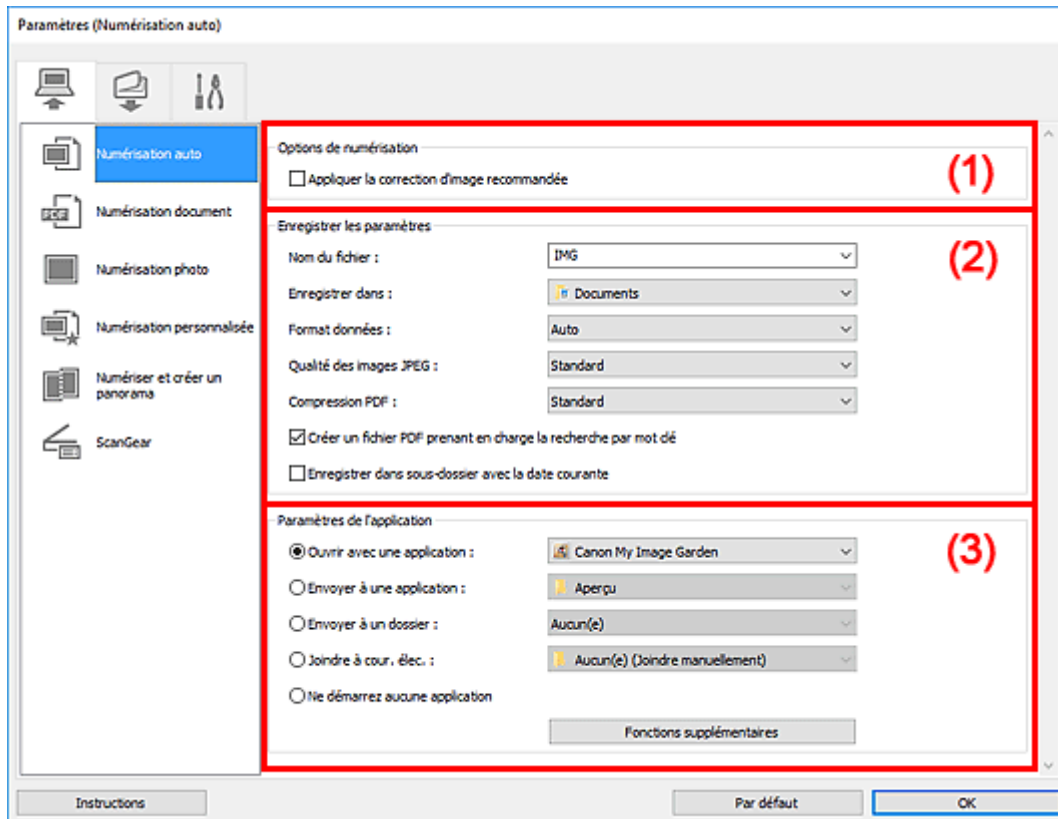 Paramètres (Numérisation auto)
Numérisation auto
Numérisation document
Numérisation photo
Numérisation personnalisée
Numériser et créer un
panorama
ScanGear
Options de numérisation
Appliquer la correction d'image recommandée
(1)
Enregistrer les paramètres
(2)
Nom du fichier : IMG
Enregistrer dans : Documents
Format données : Auto
Qualité des images JPEG : Standard
Compression PDF : Standard
Créer un fichier PDF prenant en charge la recherche par mot clé
Enregistrer dans sous-dossier avec la date courante
Paramètres de l'application
(3)
Ouvrir avec une application : Canon My Image Garden
Envoyer à une application : Aperçu
Envoyer à un dossier : Aucun(e)
Joindre à cour. élec. : Aucun(e) (Joindre manuellement)
Ne démarrez aucune application
Fonctions supplémentaires
Instructions Par défaut OK